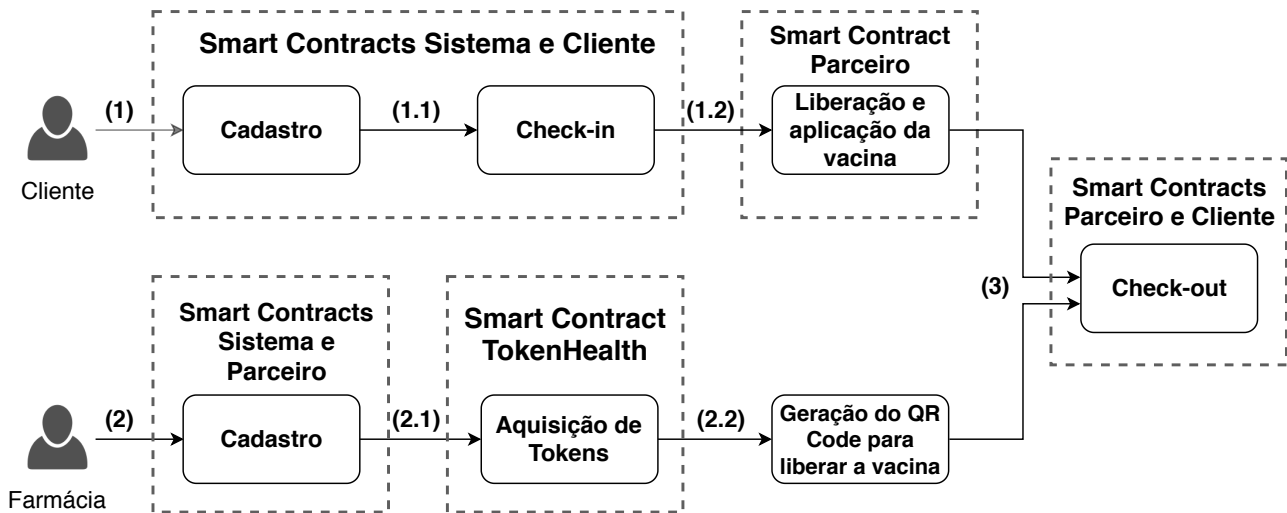 Smart Contracts Sistema e Cliente
Smart Contract
Parceiro
(1)
Cadastro
(1.1)
Check-in
(1.2)
Liberação e
aplicação da
vacina
Cliente
Smart Contracts
Parceiro e Cliente
(3)
Check-out
Smart Contracts
Sistema e
Parceiro
Smart Contract
TokenHealth
(2)
Cadastro
(2.1)
Aquisição de
Tokens
(2.2)
Geração do QR
Code para
liberar a vacina
Farmácia